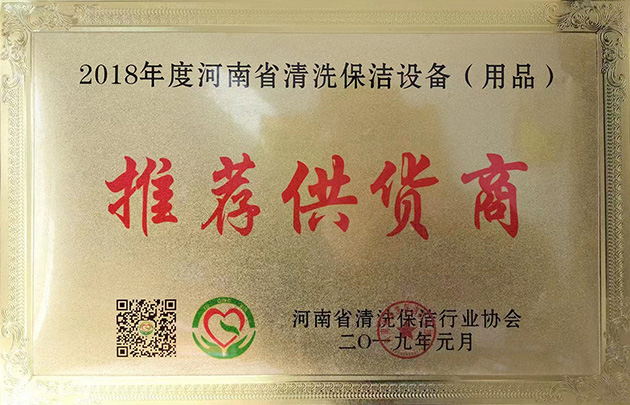 2018年度河南省清洗保洁设备（用品）
推荐供货商
河南省清洗保洁行业协会
二〇一九年元月